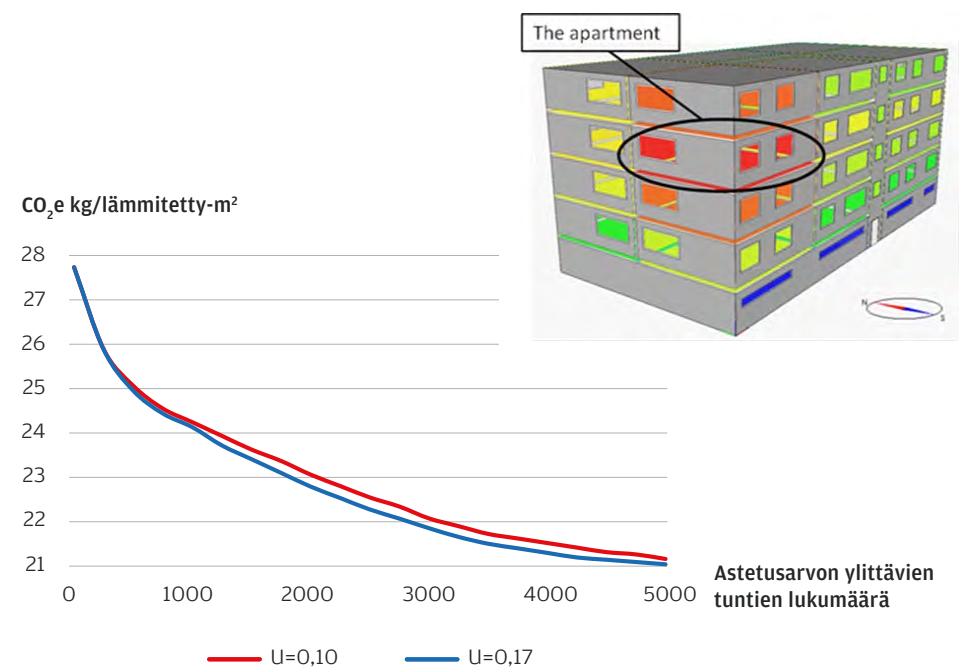 The apartment
N
S
CO₂e kg/lämmitetty-m²
28
27
26
25
24
23
22
21
0 1000 2000 3000 4000 5000
Astetusarvon ylittävien
tuntien lukumäärä
U=0,10 U=0,17